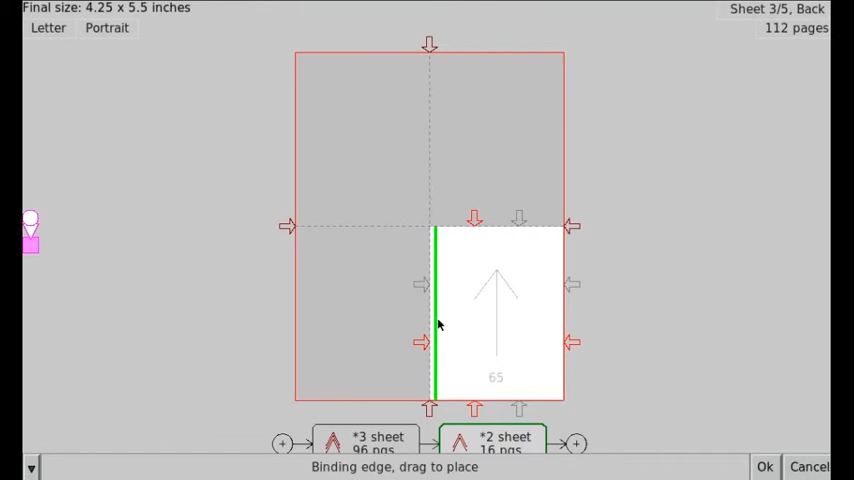 Final size: 4.25 x 5.5 inches
Sheet 3/5, Back
Letter Portrait
112 pages
65
*3 sheet
96 pgs
*2 sheet
16 pgs
Binding edge, drag to place
Ok
Cancel